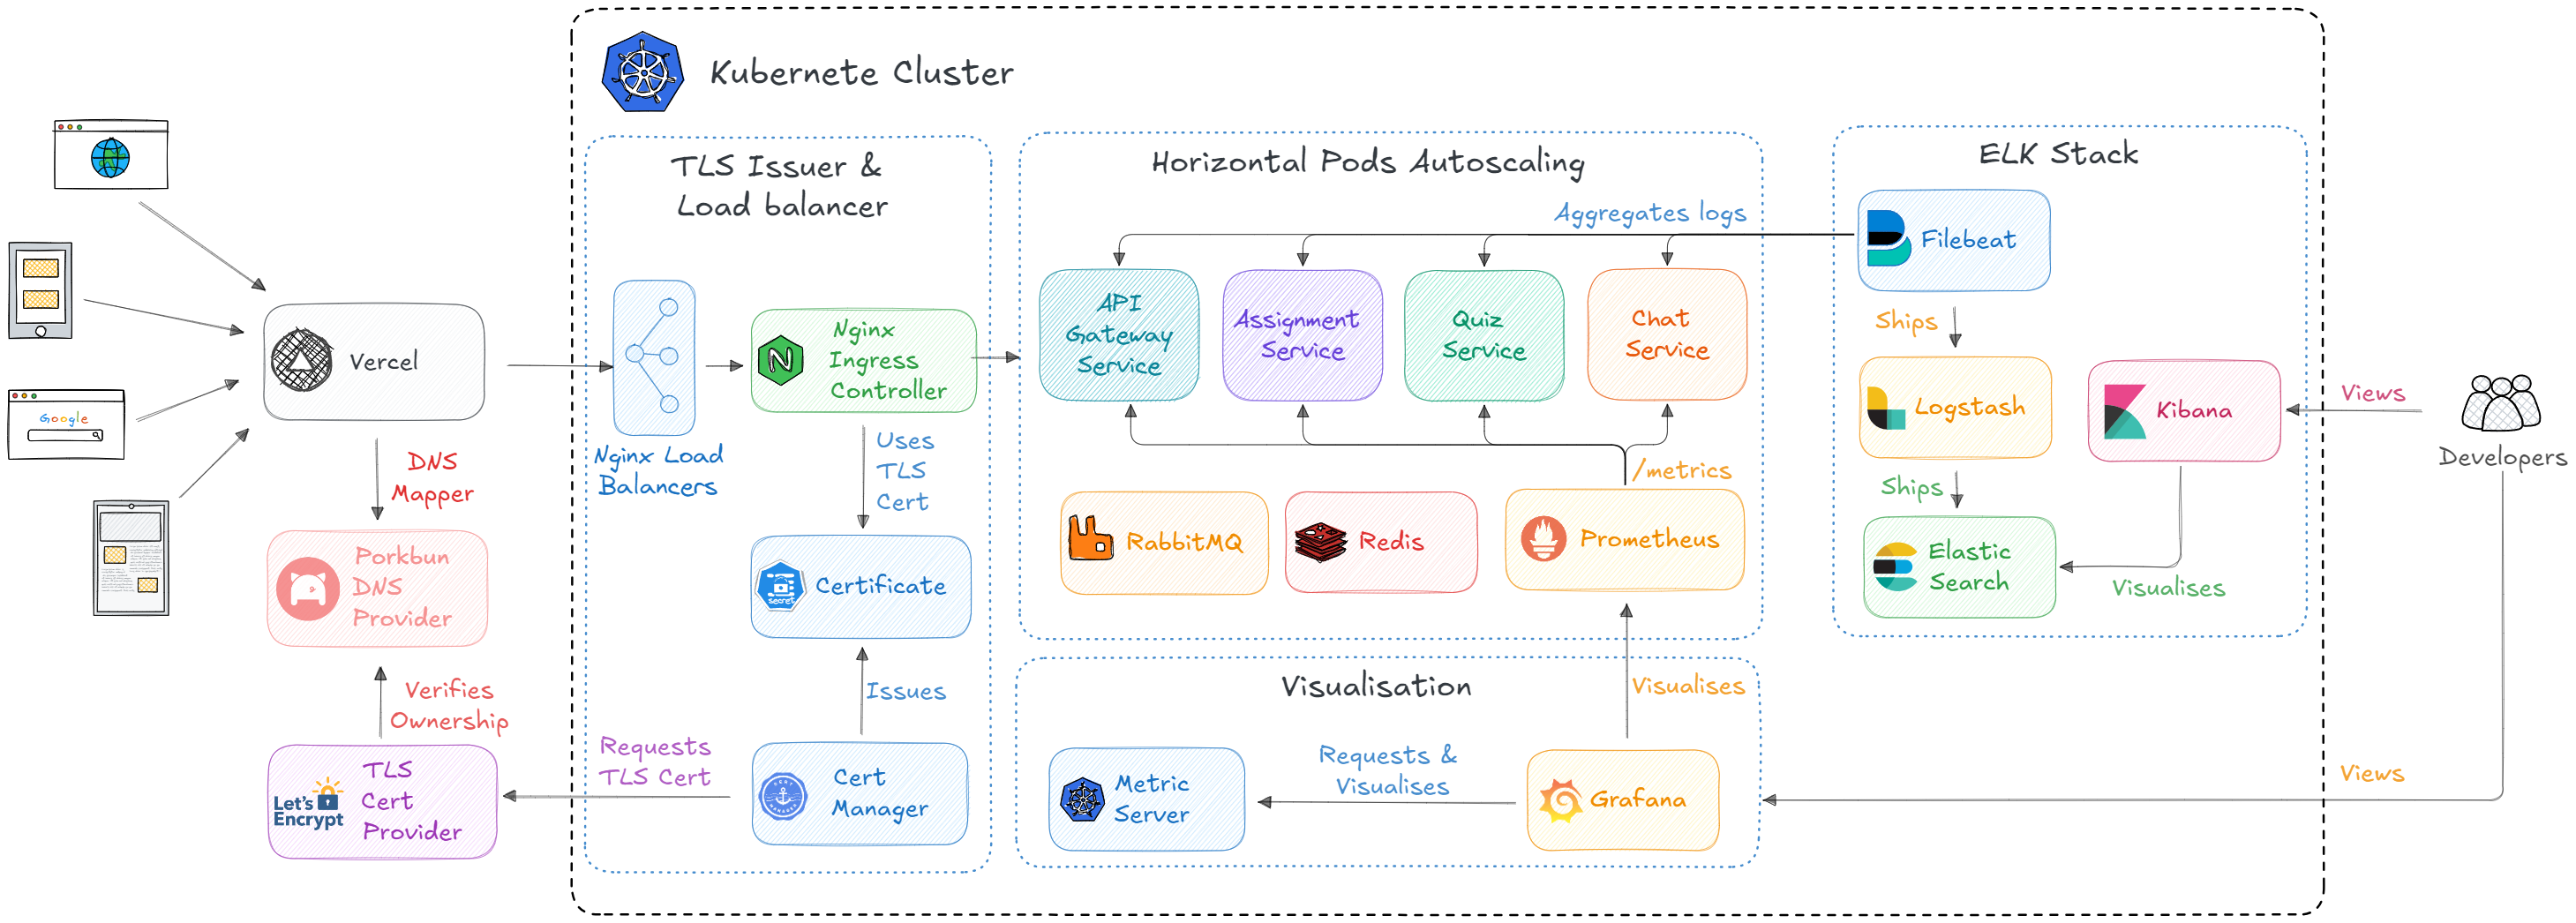 Kubernete Cluster
TLS Issuer &
Load balancer
Horizontal Pods Autoscaling
ELK Stack
Aggregates logs
Filebeat
API
Gateway
Service
Assignment
Service
Quiz
Service
Chat
Service
Ships
Logstash
Kibana
Views
Developers
Google
Vercel
Nginx
Ingress
Controller
Nginx Load
Balancers
DNS
Mapper
Uses
TLS
Cert
/metrics
RabbitMQ
Redis
Prometheus
Ships
Elastic
Search
Visualises
Porkbun
DNS
Provider
secret
Certificate
Verifies
Ownership
Issues
Visualisation
Visualises
Requests
TLS Cert
Let's
Encrypt
TLS
Cert
Provider
Cert
Manager
Metric
Server
Requests &
Visualises
Grafana
Views